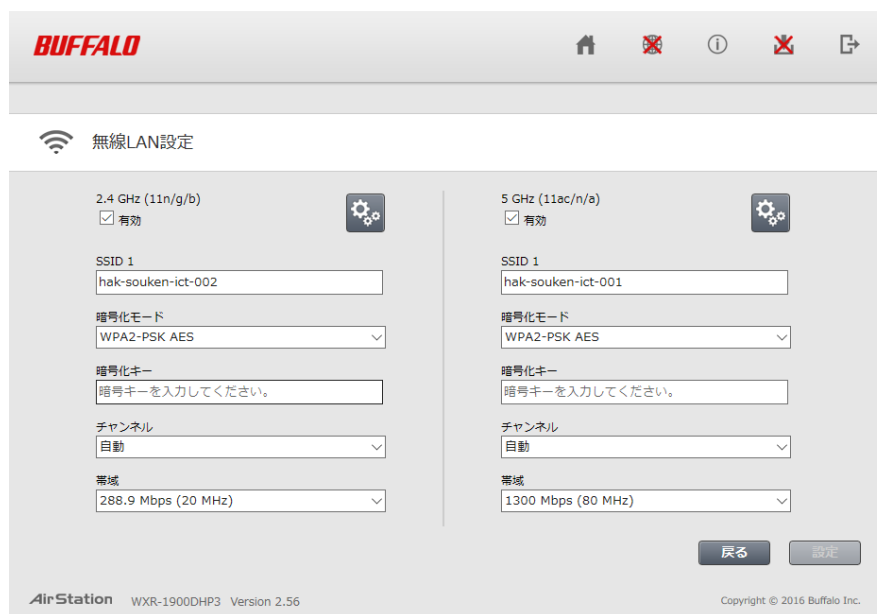 BUFFALO
無線LAN設定
2.4 GHz (11n/g/b)
有効
SSID 1
hak-souken-ict-002
暗号化モード
WPA2-PSK AES
暗号化キー
暗号キーを入力してください。
チャンネル
自動
帯域
288.9 Mbps (20 MHz)
5 GHz (11ac/n/a)
有効
SSID 1
hak-souken-ict-001
暗号化モード
WPA2-PSK AES
暗号化キー
暗号キーを入力してください。
チャンネル
自動
帯域
1300 Mbps (80 MHz)
戻る
設定
AirStation WXR-1900DHP3 Version 2.56
Copyright © 2016 Buffalo Inc.